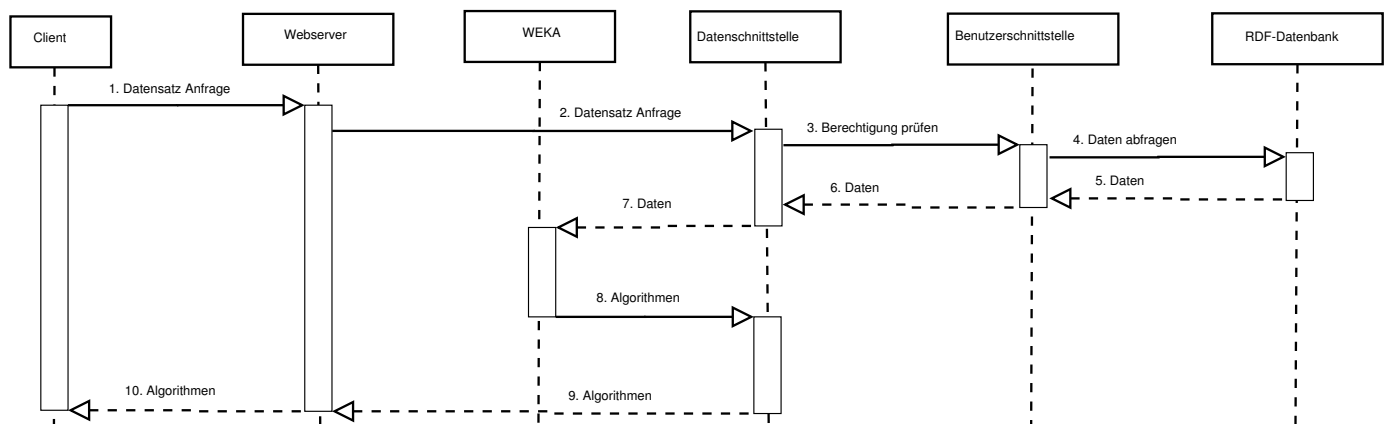 Client
Webserver
WEKA
Datenschnittstelle
Benutzerschnittstelle
RDF-Datenbank
1. Datensatz Anfrage
2. Datensatz Anfrage
3. Berechtigung prüfen
4. Daten abfragen
5. Daten
6. Daten
7. Daten
8. Algorithmen
9. Algorithmen
10. Algorithmen